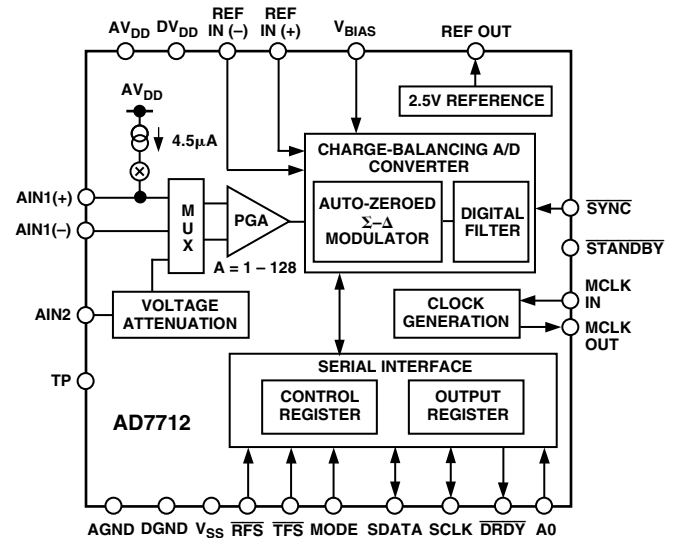 AVDD
DVDD
REF
IN (–)
REF
IN (+)
VBIAS
REF OUT
AVDD
4.5μA
2.5V REFERENCE
CHARGE-BALANCING A/D
CONVERTER
AUTO-ZEROED
Σ–Δ
MODULATOR
DIGITAL
FILTER
AIN1(+)
AIN1(–)
M
U
X
PGA
A = 1 – 128
SYNC
STANDBY
VOLTAGE
ATTENUATION
AIN2
CLOCK
GENERATION
MCLK
IN
MCLK
OUT
TP
SERIAL INTERFACE
CONTROL
REGISTER
OUTPUT
REGISTER
AD7712
AGND
DGND
VSS
RFS
TFS
MODE
SDATA
SCLK
DRDY
A0